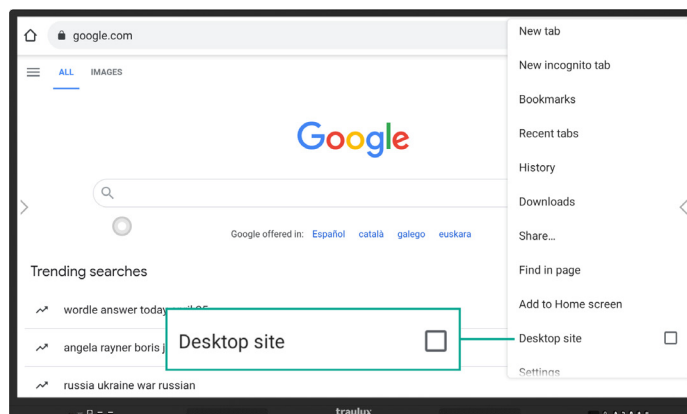 google.com
ALL IMAGES
Google
Google offered in: Español català galego euskara
Trending searches
wordle answer today
angela rayner boris j
russia ukraine war russian
New tab
New incognito tab
Bookmarks
Recent tabs
History
Downloads
Share...
Find in page
Add to Home screen
Desktop site
Settings
Desktop site
traulux